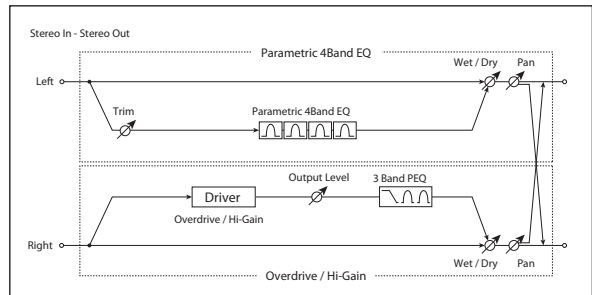 Stereo In - Stereo Out
Parametric 4Band EQ
Wet / Dry
Pan
Left
Trim
Parametric 4Band EQ
Output Level
3 Band PEQ
Driver
Overdrive / Hi-Gain
Right
Wet / Dry
Pan
Overdrive / Hi-Gain